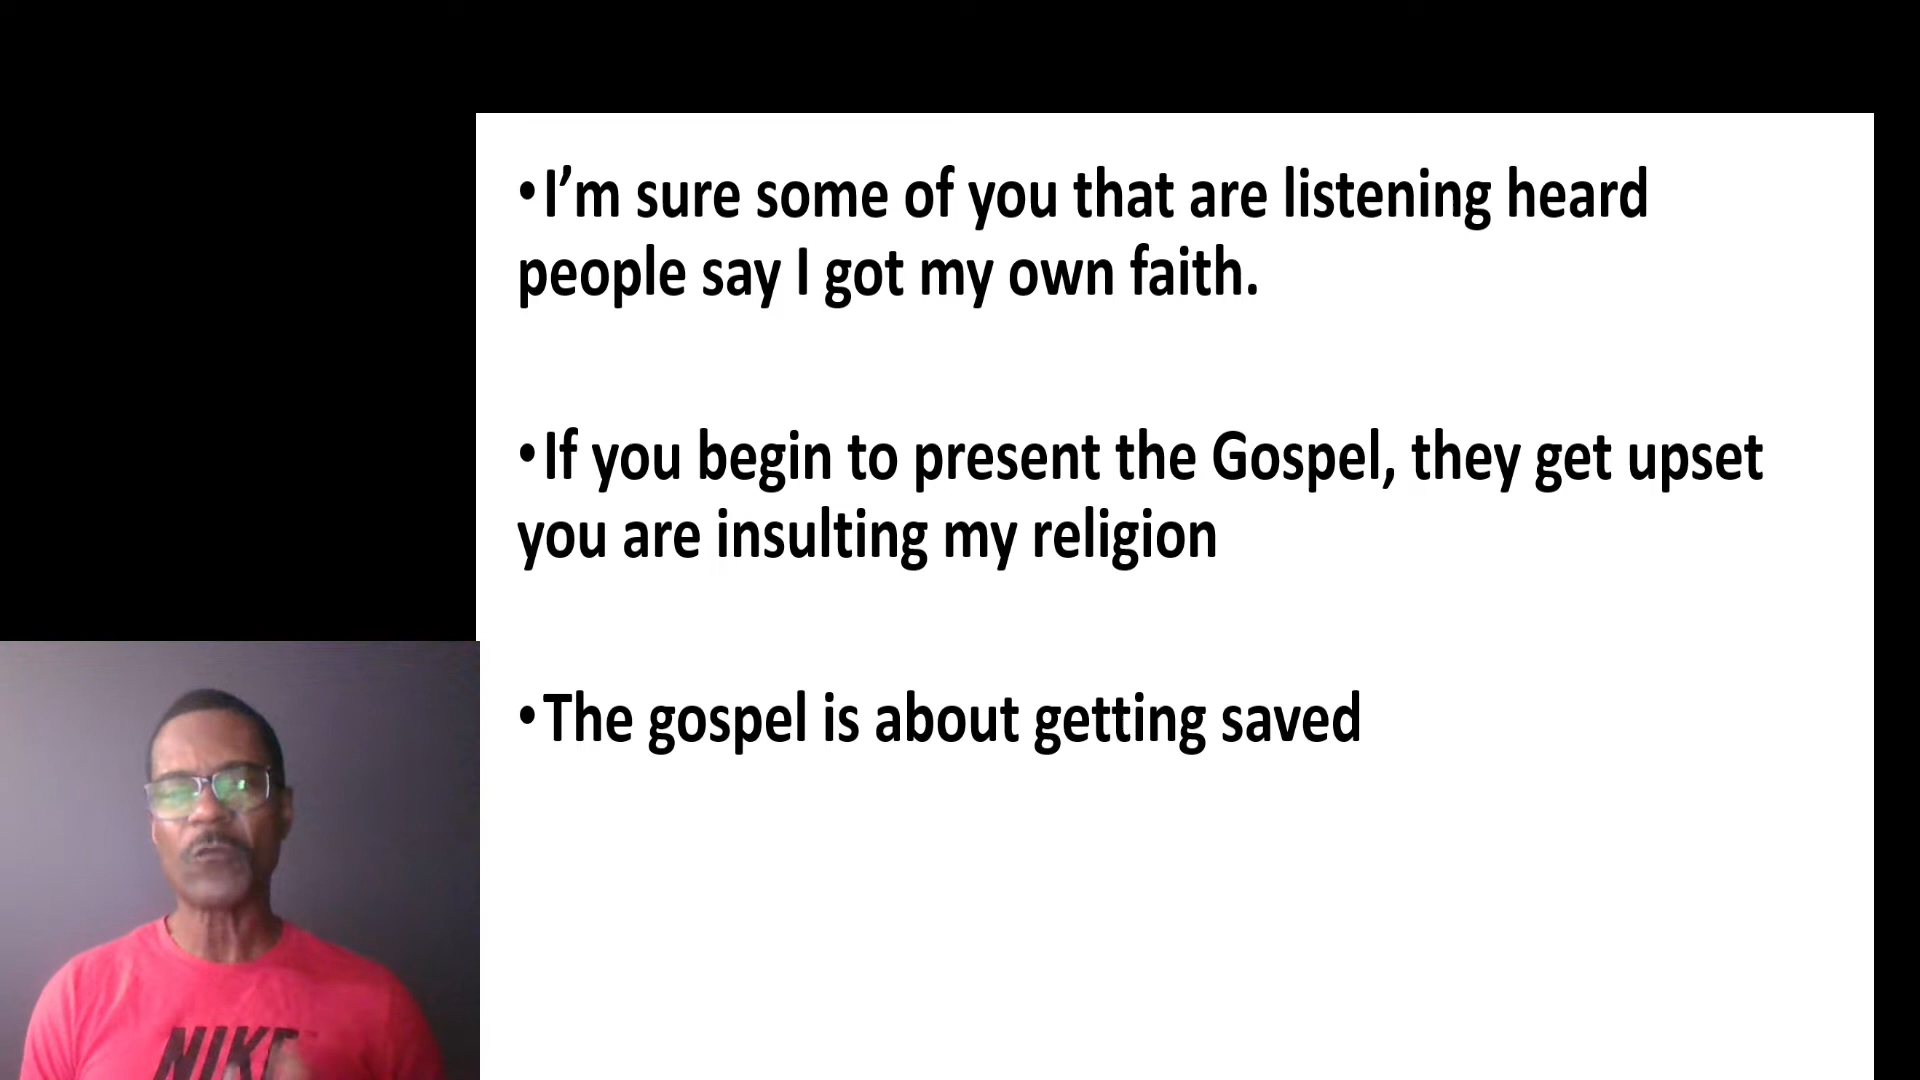 •I’m sure some of you that are listening heard
people say I got my own faith.
•If you begin to present the Gospel, they get upset
you are insulting my religion
•The gospel is about getting saved
NIKE